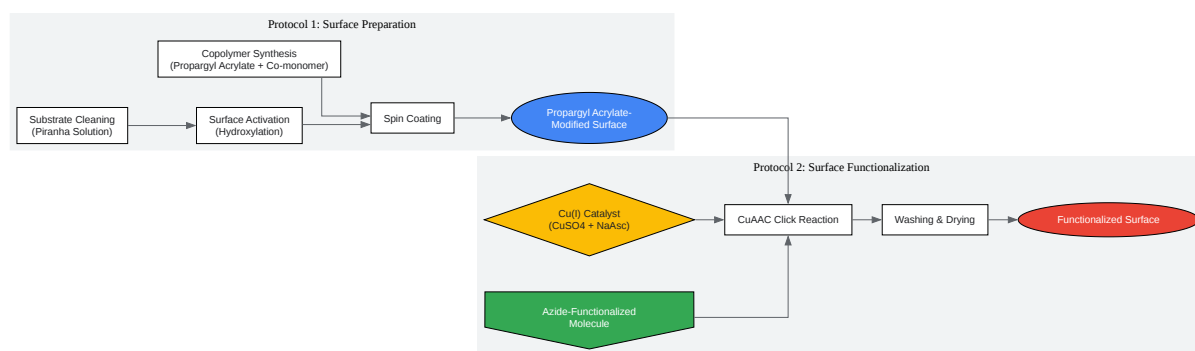 Protocol 1: Surface Preparation
Copolymer Synthesis
(Propargyl Acrylate + Co-monomer)
Substrate Cleaning
(Piranha Solution)
Surface Activation
(Hydroxylation)
Spin Coating
Propargyl Acrylate-
Modified Surface
Protocol 2: Surface Functionalization
Cu(I) Catalyst
(CuSO4 + NaAsc)
CuAAC Click Reaction
Washing & Drying
Functionalized Surface
Azide-Functionalized
Molecule